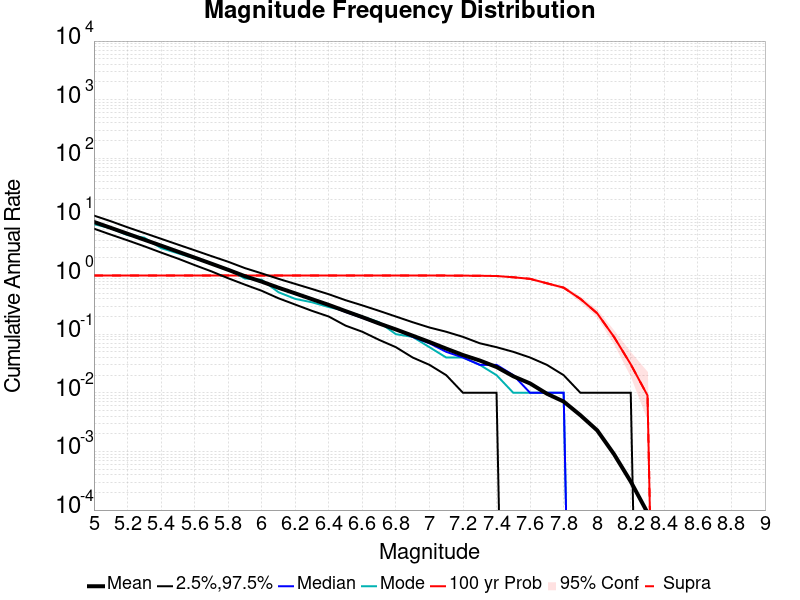 Magnitude Frequency Distribution
Cumulative Annual Rate
10 4
10 3
10 2
10 1
10 0
10 -1
10 -2
10 -3
10 -4
5 5.2 5.4 5.6 5.8 6 6.2 6.4 6.6 6.8 7 7.2 7.4 7.6 7.8 8 8.2 8.4 8.6 8.8 9
Magnitude
Mean 2.5%,97.5% Median Mode 100 yr Prob 95% Conf Supra